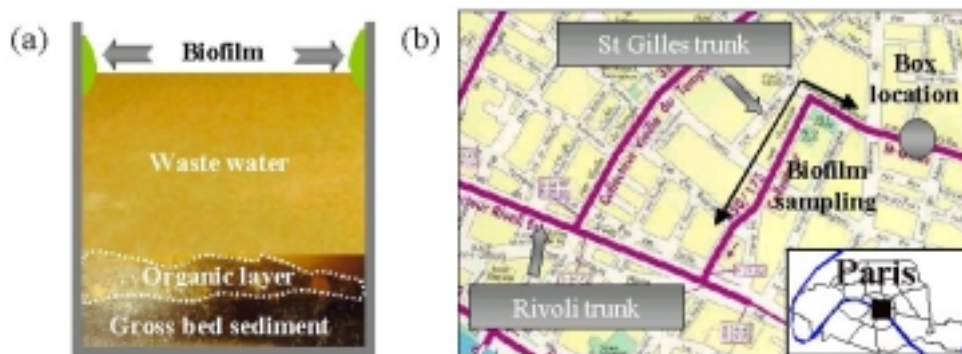 (a)
Biofilm
Waste water
Organic layer
Gross bed sediment
(b)
St Gilles trunk
Box
location
Biofilm
sampling
Rivoli trunk
Paris